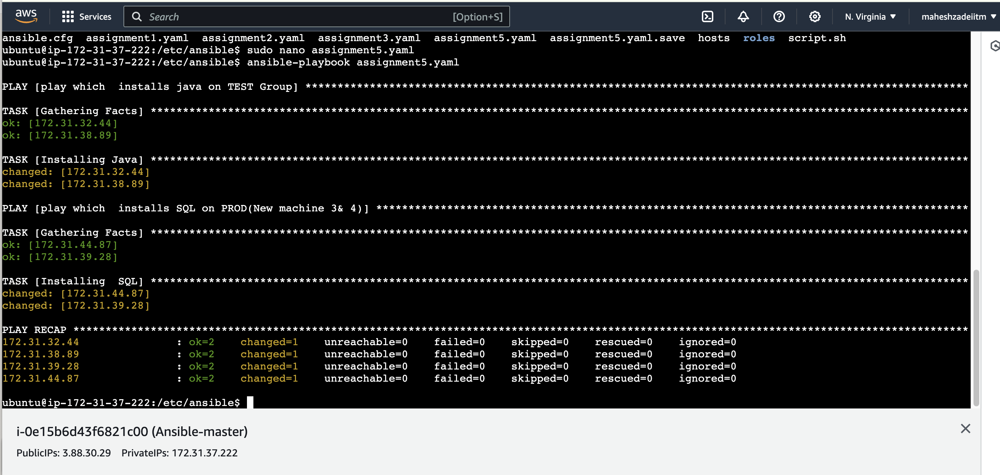 aws Services Search [Option+S] N. Virginia maheshzadeiitm
ansible.cfg  assignment1.yaml  assignment2.yaml  assignment3.yaml  assignment5.yaml  assignment5.yaml.save  hosts  roles  script.sh
ubuntu@ip-172-31-37-222:/etc/ansible$ sudo nano assignment5.yaml
ubuntu@ip-172-31-37-222:/etc/ansible$ ansible-playbook assignment5.yaml
PLAY [play which  installs java on TEST Group] *******************************************************************************************************
TASK [Gathering Facts] *******************************************************************************************************************************
ok: [172.31.32.44]
ok: [172.31.38.89]
TASK [Installing Java] *******************************************************************************************************************************
changed: [172.31.32.44]
changed: [172.31.38.89]
PLAY [play which  installs SQL on PROD(New machine 3& 4)] ********************************************************************************************
TASK [Gathering Facts] *******************************************************************************************************************************
ok: [172.31.44.87]
ok: [172.31.39.28]
TASK [Installing  SQL] *******************************************************************************************************************************
changed: [172.31.44.87]
changed: [172.31.39.28]
PLAY RECAP *******************************************************************************************************************************************
172.31.32.44               : ok=2    changed=1    unreachable=0    failed=0    skipped=0    rescued=0    ignored=0
172.31.38.89               : ok=2    changed=1    unreachable=0    failed=0    skipped=0    rescued=0    ignored=0
172.31.39.28               : ok=2    changed=1    unreachable=0    failed=0    skipped=0    rescued=0    ignored=0
172.31.44.87               : ok=2    changed=1    unreachable=0    failed=0    skipped=0    rescued=0    ignored=0
ubuntu@ip-172-31-37-222:/etc/ansible$
i-0e15b6d43f6821c00 (Ansible-master)
PublicIPs: 3.88.30.29 PrivateIPs: 172.31.37.222